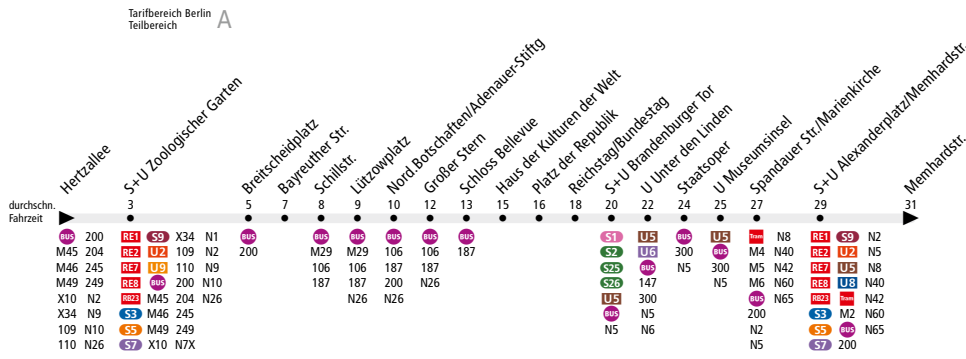 Tarifbereich Berlin
Teilbereich A
Hertzallee
S+U Zoologischer Garten
Breitscheidplatz
Bayreuther Str.
Schillstr.
Lützowplatz
Nord.Botschaften/Adenauer-Stiftg
Großer Stern
Schloss Bellevue
Haus der Kulturen der Welt
Platz der Republik
Reichstag/Bundestag
S+U Brandenburger Tor
U Unter den Linden
Staatsoper
U Museumsinsel
Spandauer Str./Marienkirche
S+U Alexanderplatz/Memhardstr.
Memhardstr.
durchschn. 3 5 7 8 9 10 12 13 15 16 18 20 22 24 25 27 29 31
Fahrzeit
BUS 200
M45 204
M46 245
M49 249
X10 N2
X34 N9
109 N10
110 N26
RE1 S9 X34 N1
RE2 U2 109 N2
RE7 U9 110 N9
RE8 BUS 200 N10
RB23 M45 204 N26
S3 M46 245
S5 M49 249
S7 X10 N7X
BUS
200
BUS
M29
106
187
BUS
M29
106
187
N26
BUS
106
187
200
N26
BUS
106
187
N26
BUS
187
S1
S2
S25
S26
U5
BUS
N5
U5
U6
BUS
147
300
N6
BUS
300
N5
U5
BUS
300
N5
Tram N8
M4 N40
M5 N42
M6 N60
BUS N65
200
N2
N5
RE1 S9 N2
RE2 U2 N5
RE7 U5 N8
RE8 U8 N40
RB23 Tram N42
S3 M2 N60
S5 BUS N65
S7 200